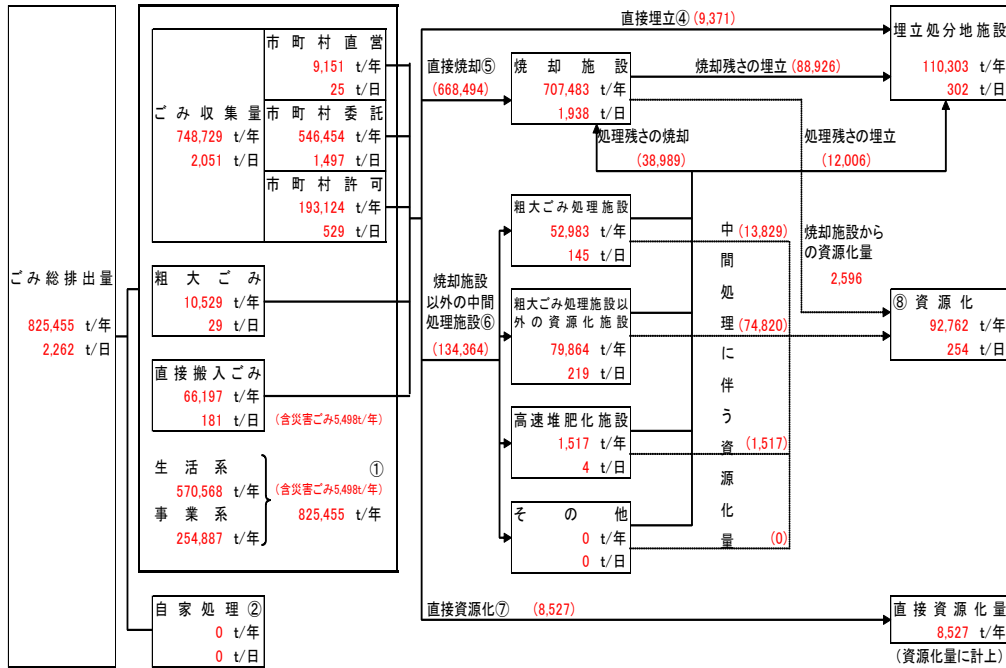 ごみ総排出量
825,455 t/年
2,262 t/日
ごみ収集量
748,729 t/年
2,051 t/日
市町村直営
9,151 t/年
25 t/日
市町村委託
546,454 t/年
1,497 t/日
市町村許可
193,124 t/年
529 t/日
粗大ごみ
10,529 t/年
29 t/日
直接搬入ごみ
66,197 t/年
181 t/日
(含災害ごみ5,498t/年)
生活系
570,568 t/年
事業系
254,887 t/年
①
(含災害ごみ5,498t/年)
825,455 t/年
自家処理②
0 t/年
0 t/日
直接埋立④ (9,371)
直接焼却⑤
(668,494)
焼却施設
707,483 t/年
1,938 t/日
焼却残さの埋立 (88,926)
埋立処分地施設
110,303 t/年
302 t/日
処理残さの焼却
(38,989)
処理残さの埋立
(12,006)
焼却施設
以外の中間
処理施設⑥
(134,364)
粗大ごみ処理施設
52,983 t/年
145 t/日
粗大ごみ処理施設以
外の資源化施設
79,864 t/年
219 t/日
高速堆肥化施設
1,517 t/年
4 t/日
その他
0 t/年
0 t/日
中間処理に伴う資源化量
(13,829)
(74,820)
(1,517)
(0)
焼却施設から
の資源化量
2,596
⑧資源化
92,762 t/年
254 t/日
直接資源化⑦ (8,527)
直接資源化量
8,527 t/年
(資源化量に計上)